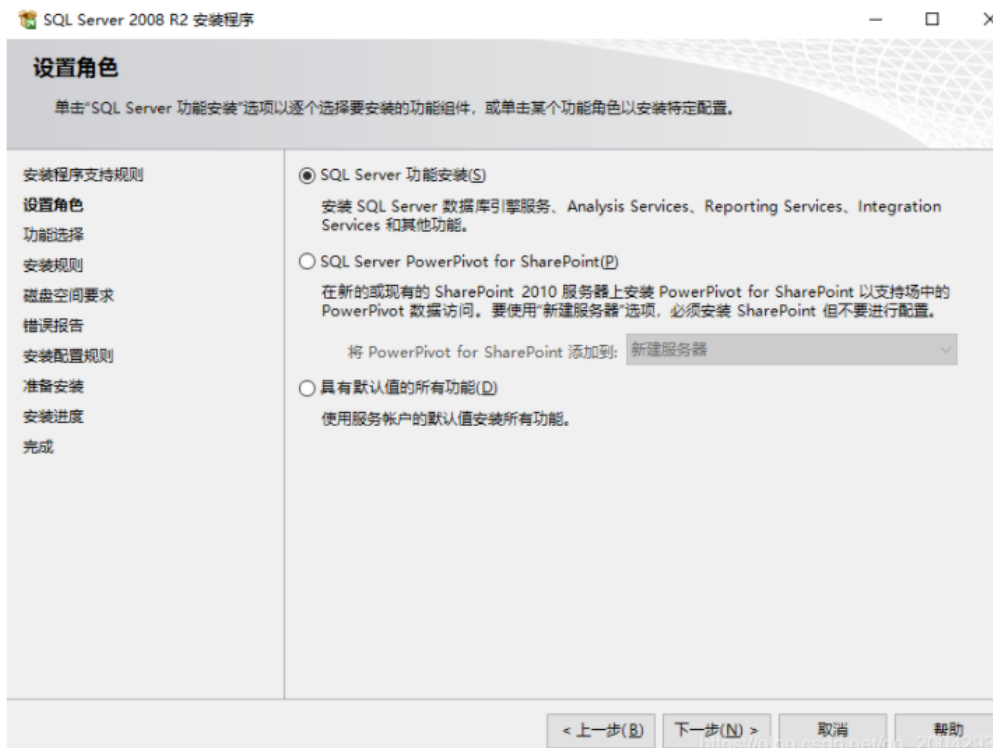 SQL Server 2008 R2 安装程序
设置角色
单击“SQL Server 功能安装”选项以逐个选择要安装的功能组件，或单击某个功能角色以安装特定配置。
安装程序支持规则
设置角色
功能选择
安装规则
磁盘空间要求
错误报告
安装配置规则
准备安装
安装进度
完成
SQL Server 功能安装(S)
安装 SQL Server 数据库引擎服务、Analysis Services、Reporting Services、Integration
Services 和其他功能。
SQL Server PowerPivot for SharePoint(P)
在新的或现有的 SharePoint 2010 服务器上安装 PowerPivot for SharePoint 以支持场中的
PowerPivot 数据访问。要使用“新建服务器”选项，必须安装 SharePoint 但不要进行配置。
将 PowerPivot for SharePoint 添加到: 新建服务器
具有默认值的所有功能(D)
使用服务帐户的默认值安装所有功能。
< 上一步(B) 下一步(N) > 取消 帮助